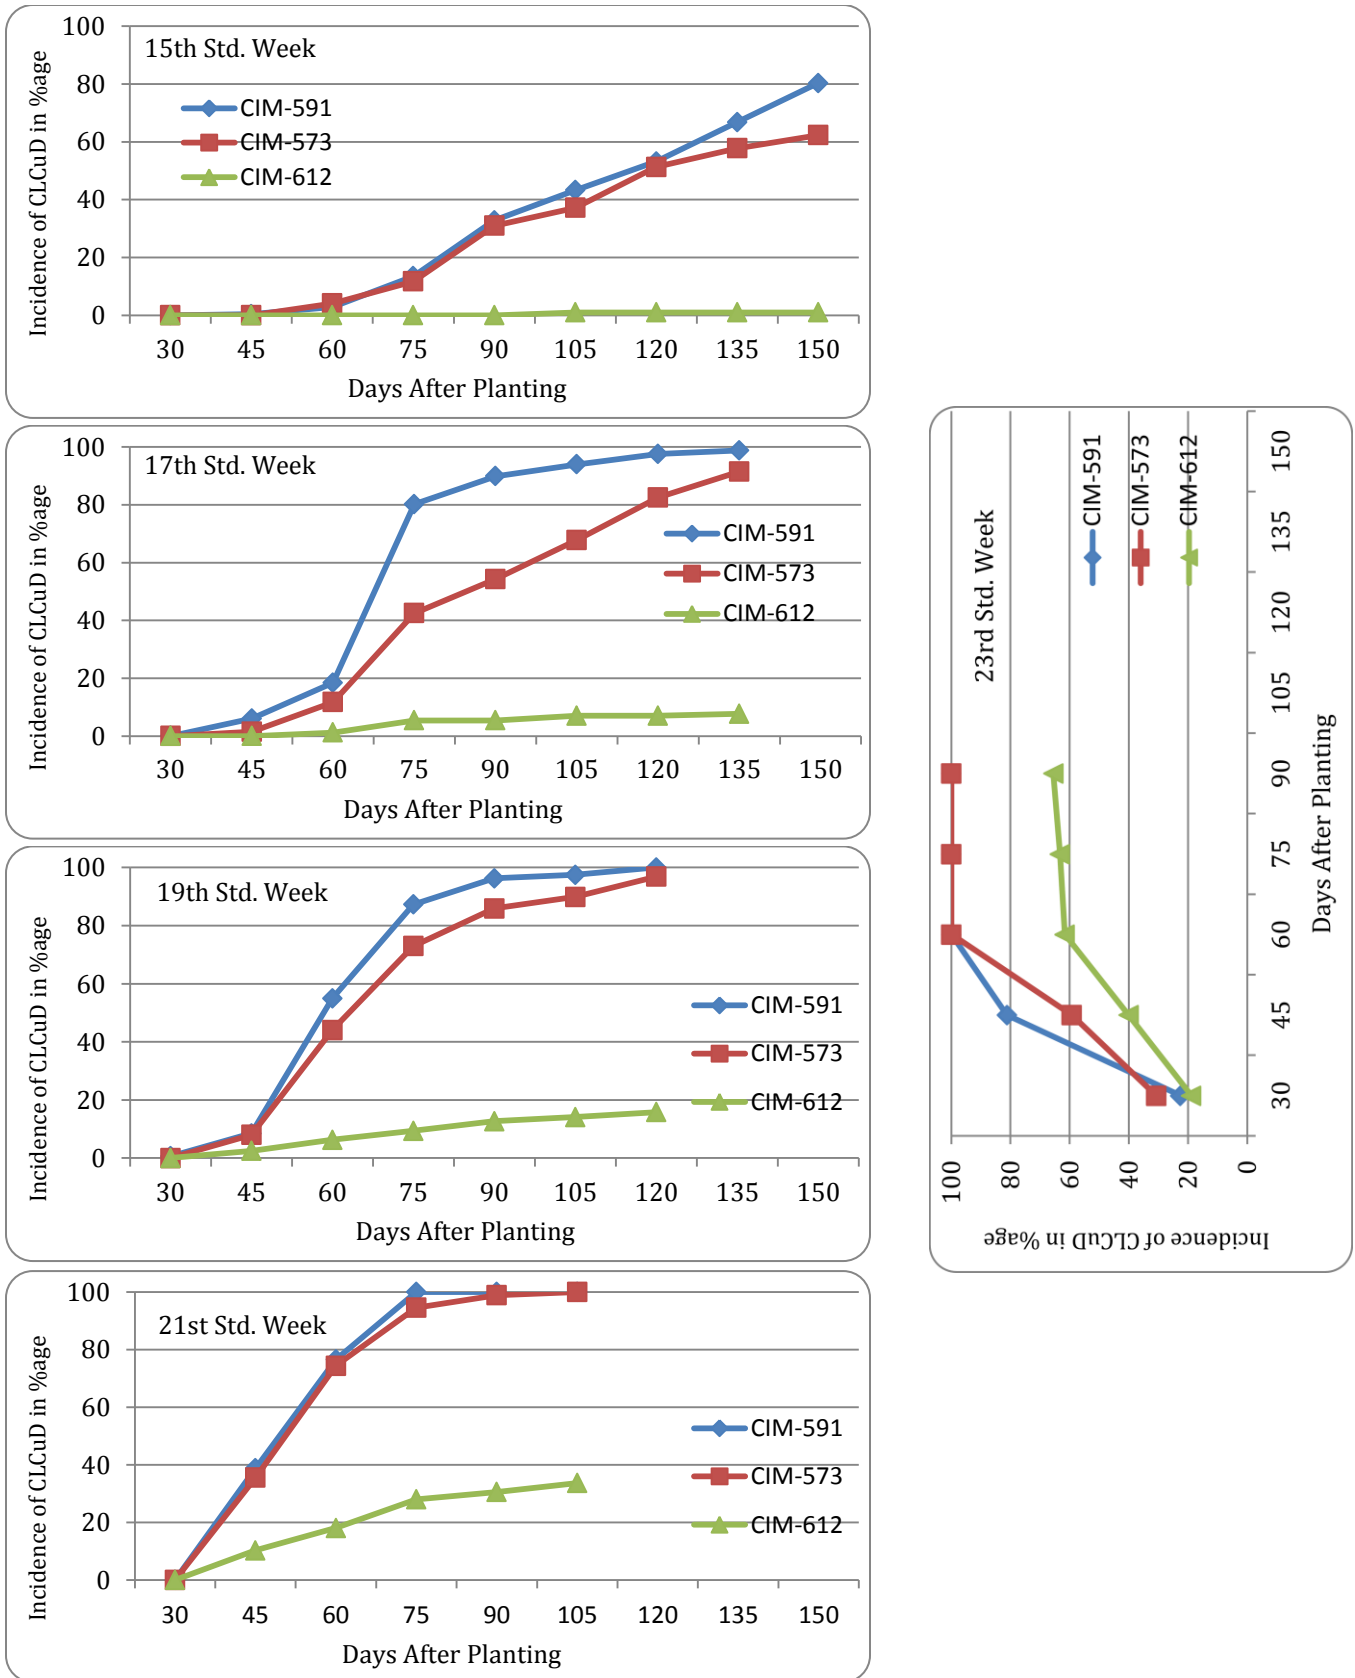 15th Std. Week
Incidence of CLCuD in %age
100
80
60
40
20
0
CIM-591
CIM-573
CIM-612
30 45 60 75 90 105 120 135 150
Days After Planting
17th Std. Week
Incidence of CLCuD in %age
100
80
60
40
20
0
CIM-591
CIM-573
CIM-612
30 45 60 75 90 105 120 135 150
Days After Planting
19th Std. Week
Incidence of CLCuD in %age
100
80
60
40
20
0
CIM-591
CIM-573
CIM-612
30 45 60 75 90 105 120 135 150
Days After Planting
21st Std. Week
Incidence of CLCuD in %age
100
80
60
40
20
0
CIM-591
CIM-573
CIM-612
30 45 60 75 90 105 120 135 150
Days After Planting
23rd Std. Week
Incidence of CLCuD in %age
100
80
60
40
20
0
CIM-591
CIM-573
CIM-612
30 45 60 75 90 105 120 135 150
Days After Planting